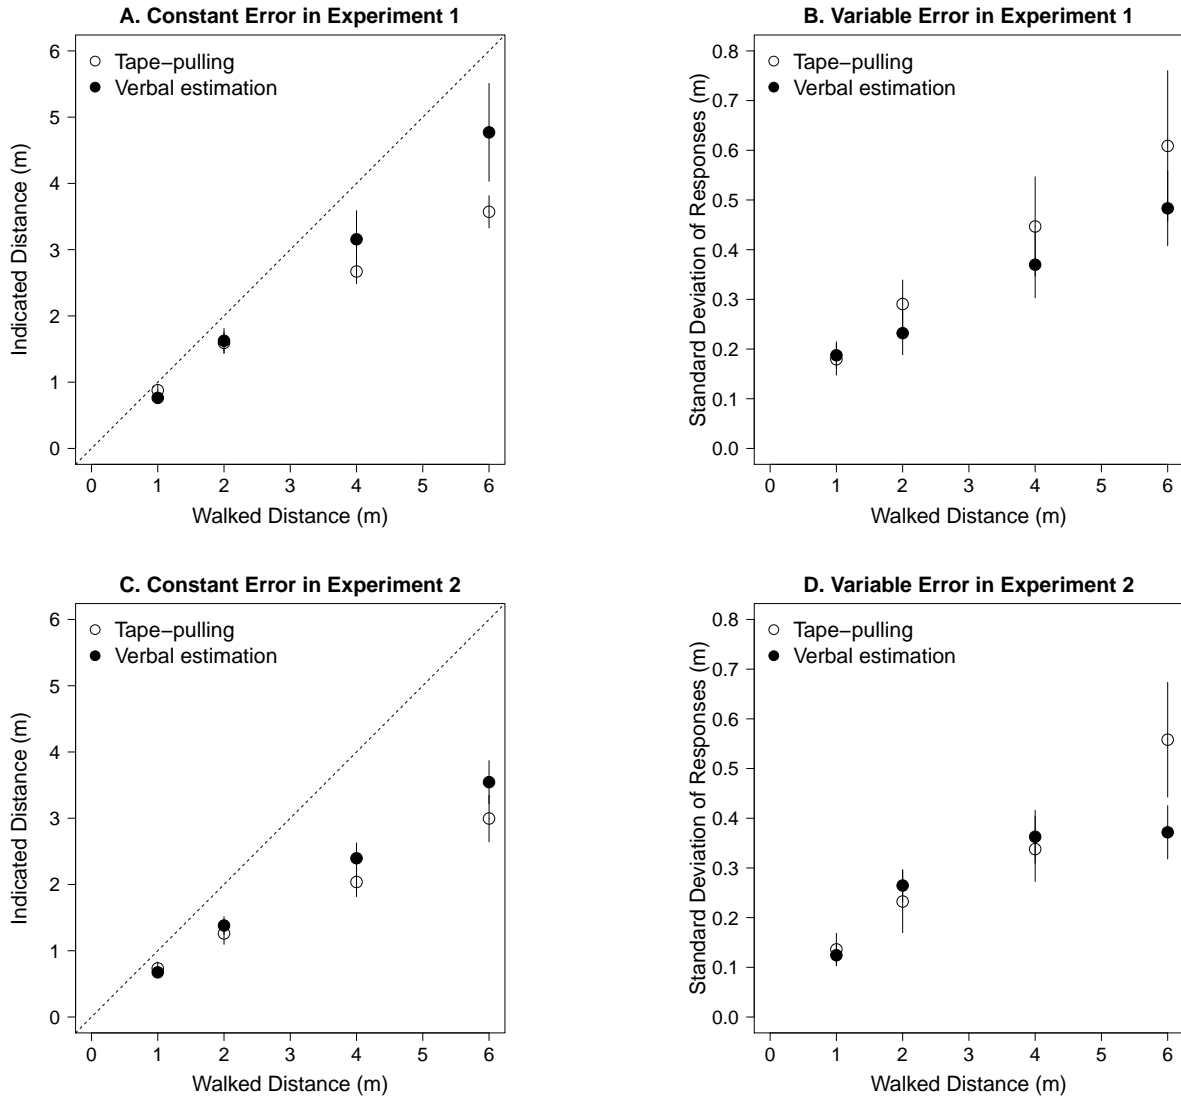 A. Constant Error in Experiment 1
6
5
4
3
2
1
0
Indicated Distance (m)
Tape−pulling
Verbal estimation
0 1 2 3 4 5 6
Walked Distance (m)
B. Variable Error in Experiment 1
0.8
0.7
0.6
0.5
0.4
0.3
0.2
0.1
0.0
Standard Deviation of Responses (m)
Tape−pulling
Verbal estimation
0 1 2 3 4 5 6
Walked Distance (m)
C. Constant Error in Experiment 2
6
5
4
3
2
1
0
Indicated Distance (m)
Tape−pulling
Verbal estimation
0 1 2 3 4 5 6
Walked Distance (m)
D. Variable Error in Experiment 2
0.8
0.7
0.6
0.5
0.4
0.3
0.2
0.1
0.0
Standard Deviation of Responses (m)
Tape−pulling
Verbal estimation
0 1 2 3 4 5 6
Walked Distance (m)